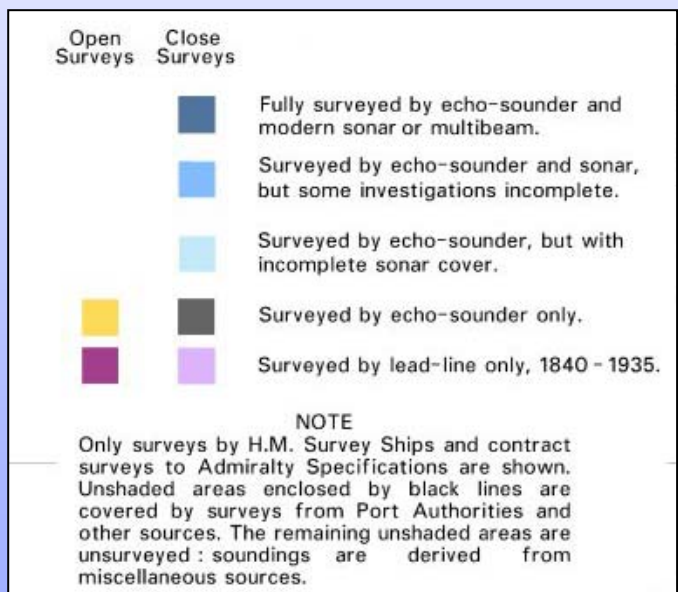 Open Close
Surveys Surveys
Fully surveyed by echo-sounder and
modern sonar or multibeam.
Surveyed by echo-sounder and sonar,
but some investigations incomplete.
Surveyed by echo-sounder, but with
incomplete sonar cover.
Surveyed by echo-sounder only.
Surveyed by lead-line only, 1840 - 1935.
NOTE
Only surveys by H.M. Survey Ships and contract
surveys to Admiralty Specifications are shown.
Unshaded areas enclosed by black lines are
covered by surveys from Port Authorities and
other sources. The remaining unshaded areas are
unsurveyed : soundings are derived from
miscellaneous sources.